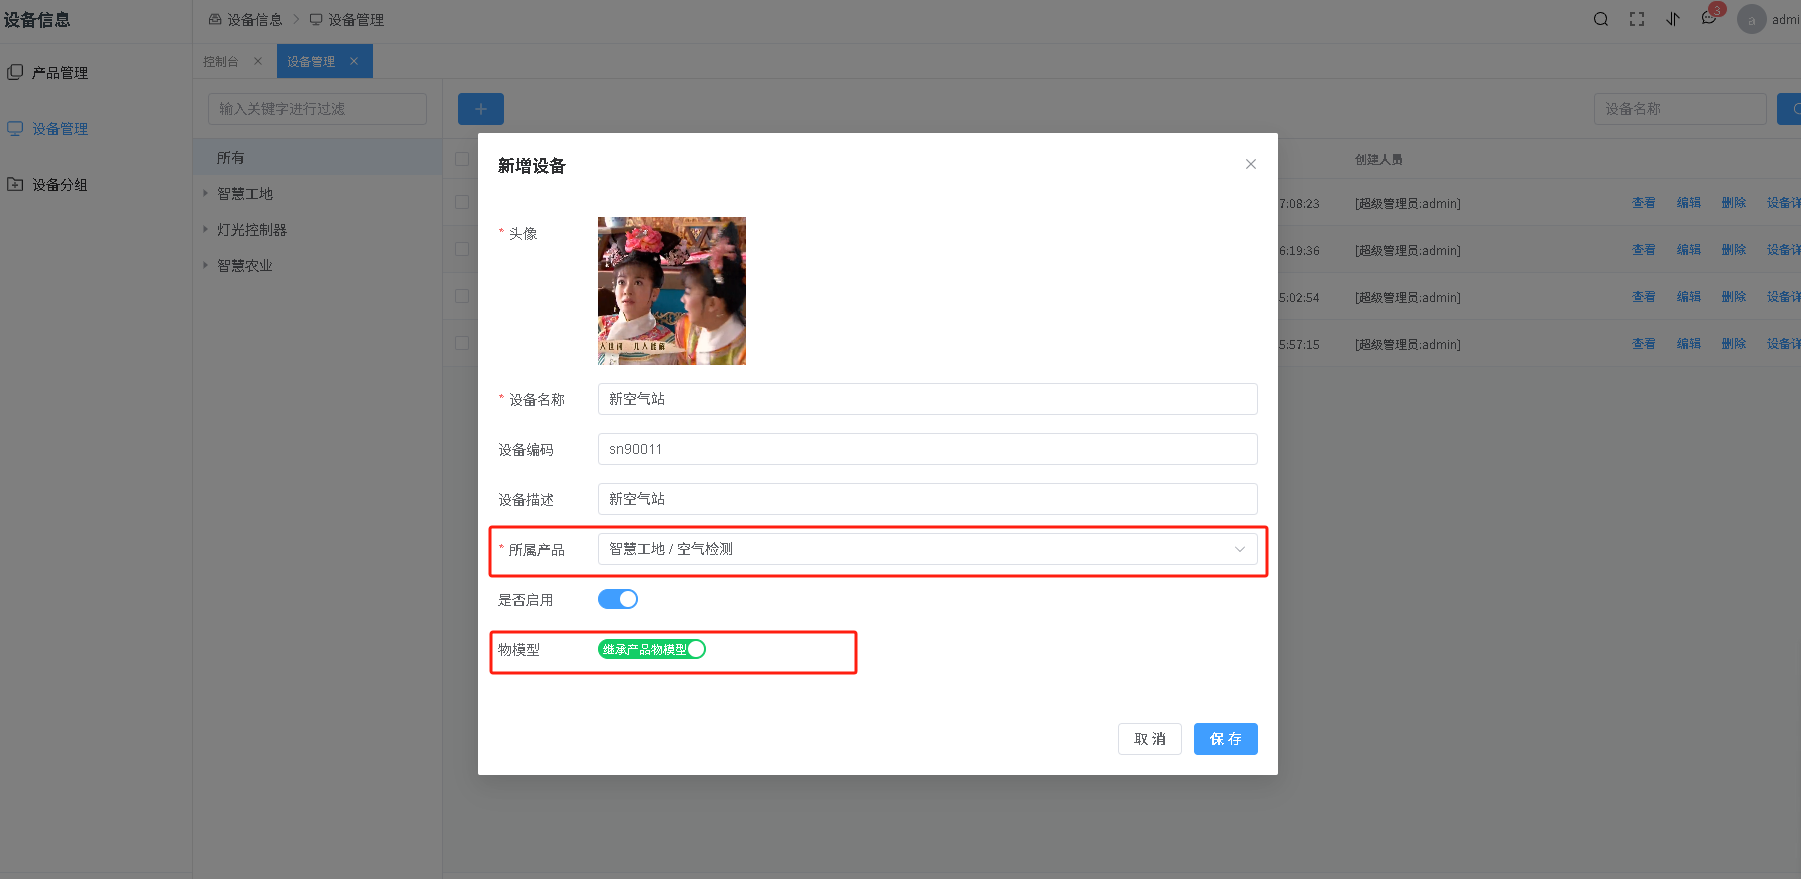 设备信息
设备信息 > 设备管理
3
a
admi
产品管理
设备管理
设备分组
控制台 ×
设备管理 ×
输入关键字进行过滤
+
设备名称
所有
智慧工地
灯光控制器
智慧农业
创建人员
7:08:23 [超级管理员:admin] 查看 编辑 删除 设备详
6:19:36 [超级管理员:admin] 查看 编辑 删除 设备详
5:02:54 [超级管理员:admin] 查看 编辑 删除 设备详
5:57:15 [超级管理员:admin] 查看 编辑 删除 设备详
新增设备
* 头像
人世间 几人能解
* 设备名称 新空气站
设备编码 sn90011
设备描述 新空气站
* 所属产品 智慧工地 / 空气检测
是否启用
物模型 继承产品物模型
取消 保存